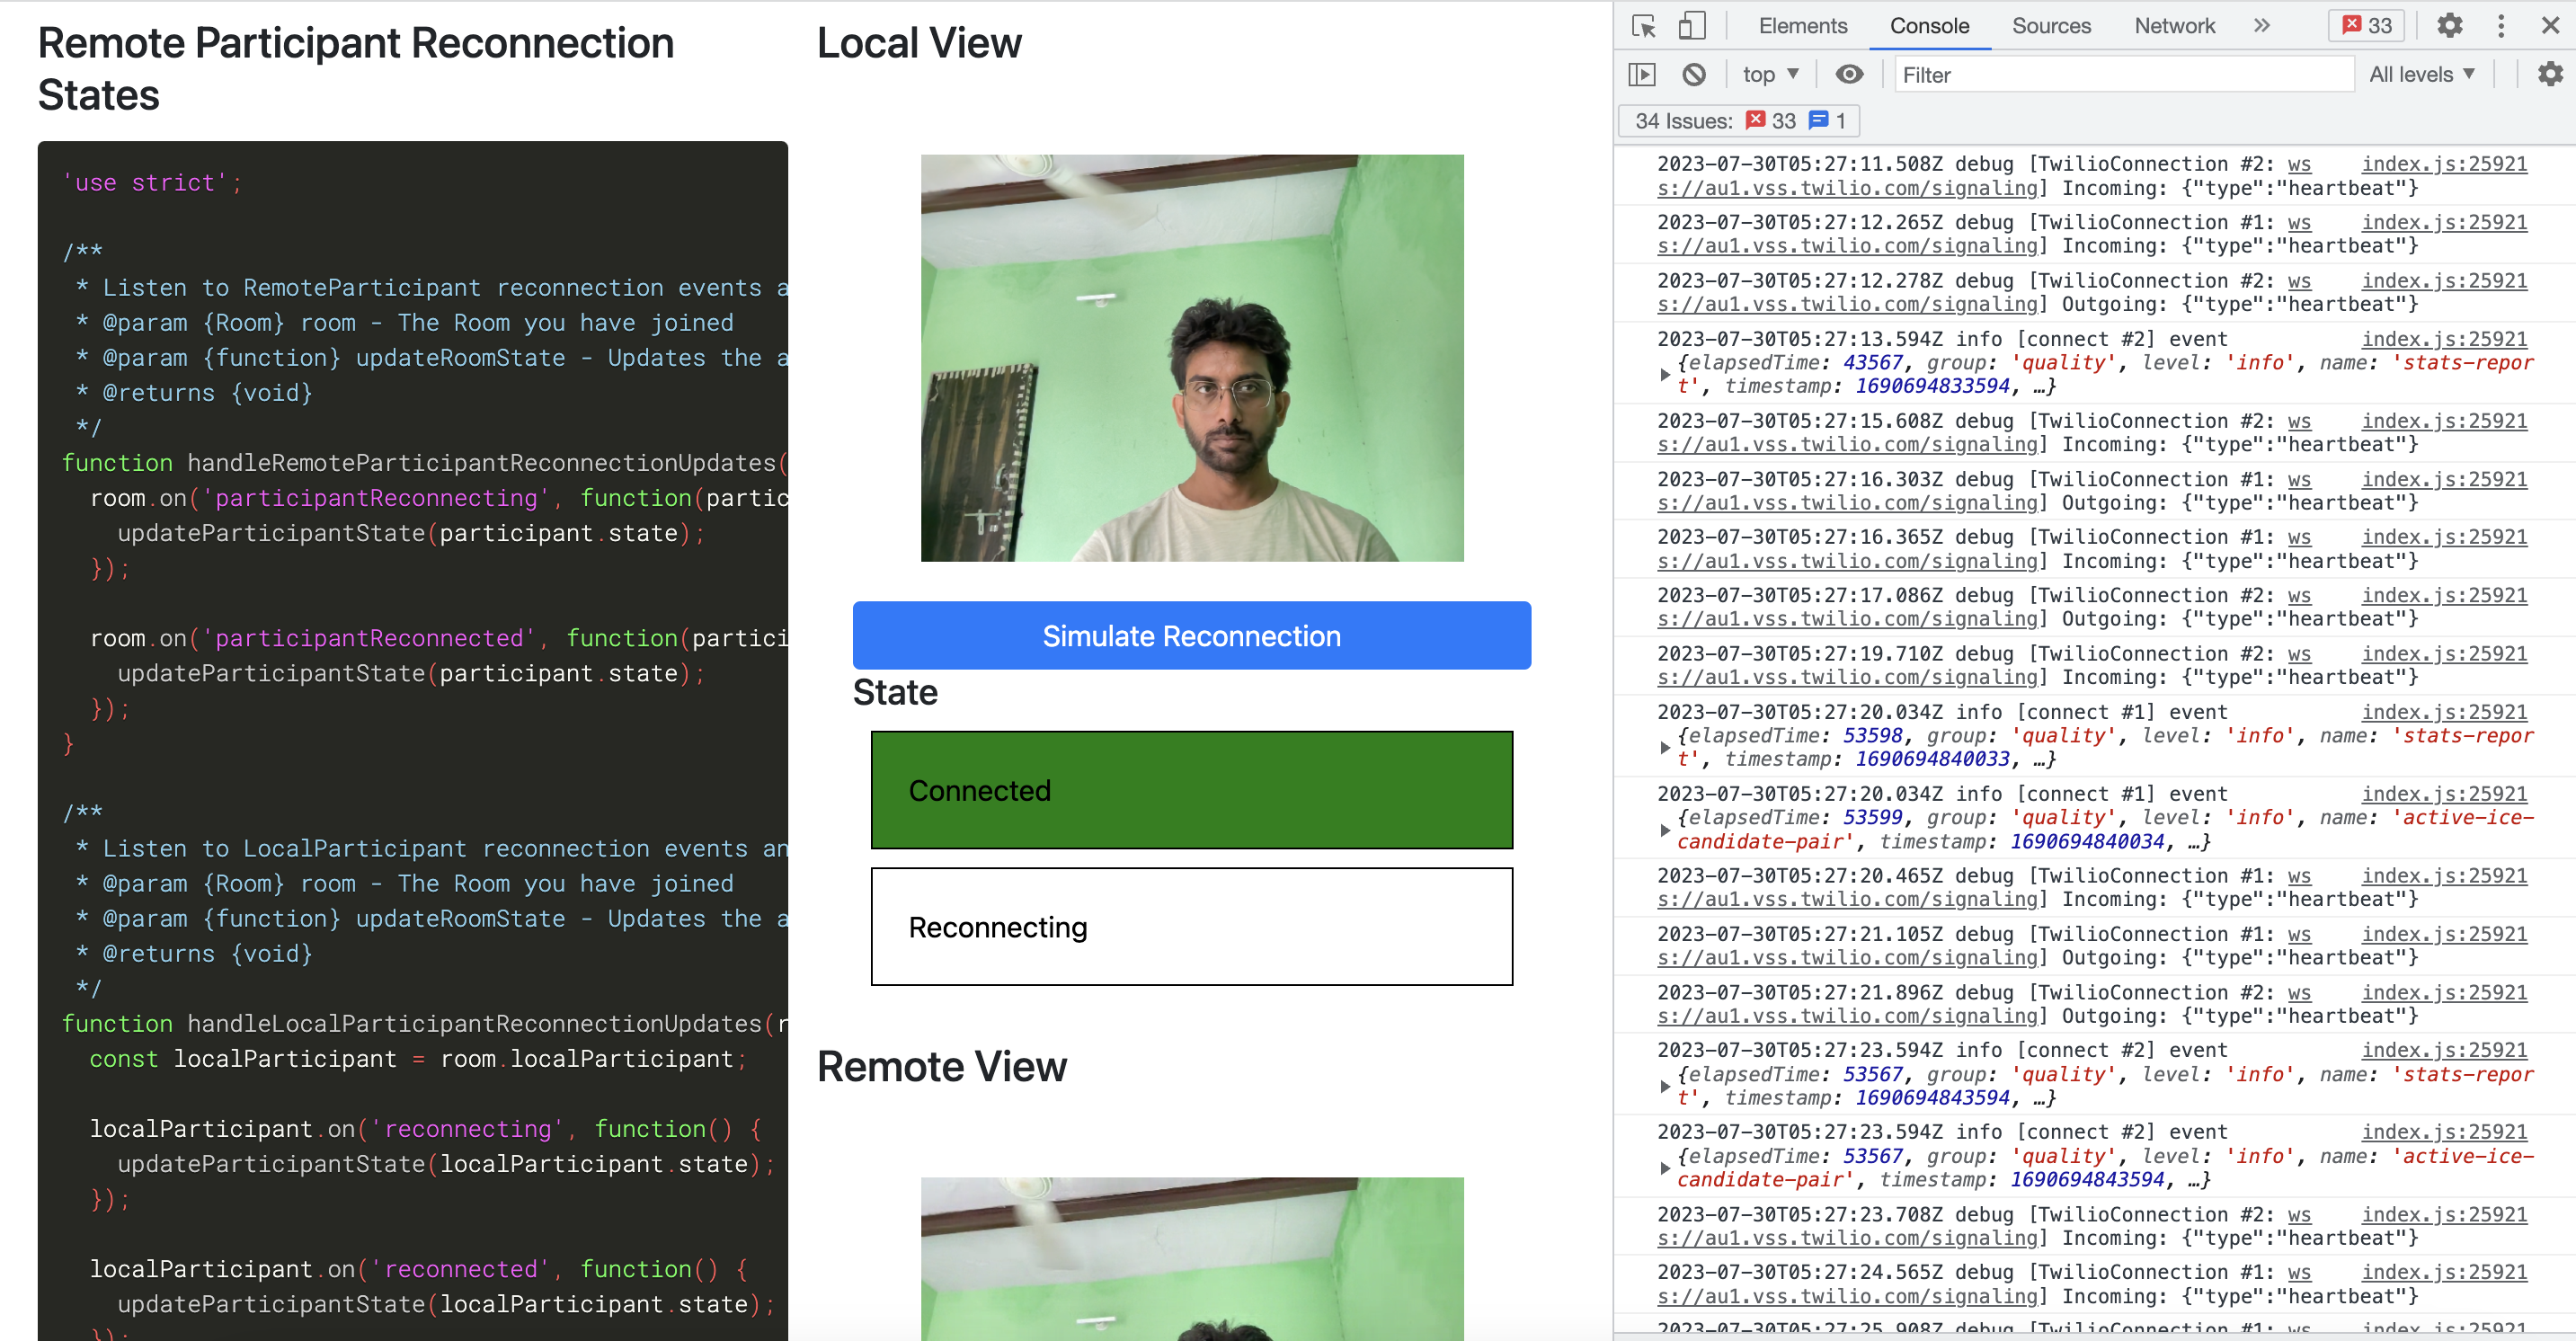 Remote Participant Reconnection
States
'use strict';
/**
* Listen to RemoteParticipant reconnection events a
* @param {Room} room - The Room you have joined
* @param {function} updateRoomState - Updates the a
* @returns {void}
*/
function handleRemoteParticipantReconnectionUpdates(
room.on('participantReconnecting', function(partic
updateParticipantState(participant.state);
});
room.on('participantReconnected', function(partici
updateParticipantState(participant.state);
});
}
/**
* Listen to LocalParticipant reconnection events an
* @param {Room} room - The Room you have joined
* @param {function} updateRoomState - Updates the a
* @returns {void}
*/
function handleLocalParticipantReconnectionUpdates(r
const localParticipant = room.localParticipant;
localParticipant.on('reconnecting', function() {
updateParticipantState(localParticipant.state);
});
localParticipant.on('reconnected', function() {
updateParticipantState(localParticipant.state);
});
Local View
Simulate Reconnection
State
Connected
Reconnecting
Remote View
Elements Console Sources Network 33
top Filter All levels
34 Issues: 33 1
2023-07-30T05:27:11.508Z debug [TwilioConnection #2: ws index.js:25921
s://au1.vss.twilio.com/signaling] Incoming: {"type":"heartbeat"}
2023-07-30T05:27:12.265Z debug [TwilioConnection #1: ws index.js:25921
s://au1.vss.twilio.com/signaling] Incoming: {"type":"heartbeat"}
2023-07-30T05:27:12.278Z debug [TwilioConnection #2: ws index.js:25921
s://au1.vss.twilio.com/signaling] Outgoing: {"type":"heartbeat"}
2023-07-30T05:27:13.594Z info [connect #2] event index.js:25921
{elapsedTime: 43567, group: 'quality', level: 'info', name: 'stats-repor
t', timestamp: 1690694833594, …}
2023-07-30T05:27:15.608Z debug [TwilioConnection #2: ws index.js:25921
s://au1.vss.twilio.com/signaling] Incoming: {"type":"heartbeat"}
2023-07-30T05:27:16.303Z debug [TwilioConnection #1: ws index.js:25921
s://au1.vss.twilio.com/signaling] Outgoing: {"type":"heartbeat"}
2023-07-30T05:27:16.365Z debug [TwilioConnection #1: ws index.js:25921
s://au1.vss.twilio.com/signaling] Incoming: {"type":"heartbeat"}
2023-07-30T05:27:17.086Z debug [TwilioConnection #2: ws index.js:25921
s://au1.vss.twilio.com/signaling] Outgoing: {"type":"heartbeat"}
2023-07-30T05:27:19.710Z debug [TwilioConnection #2: ws index.js:25921
s://au1.vss.twilio.com/signaling] Incoming: {"type":"heartbeat"}
2023-07-30T05:27:20.034Z info [connect #1] event index.js:25921
{elapsedTime: 53598, group: 'quality', level: 'info', name: 'stats-repor
t', timestamp: 1690694840033, …}
2023-07-30T05:27:20.034Z info [connect #1] event index.js:25921
{elapsedTime: 53599, group: 'quality', level: 'info', name: 'active-ice-
candidate-pair', timestamp: 1690694840034, …}
2023-07-30T05:27:20.465Z debug [TwilioConnection #1: ws index.js:25921
s://au1.vss.twilio.com/signaling] Incoming: {"type":"heartbeat"}
2023-07-30T05:27:21.105Z debug [TwilioConnection #1: ws index.js:25921
s://au1.vss.twilio.com/signaling] Outgoing: {"type":"heartbeat"}
2023-07-30T05:27:21.896Z debug [TwilioConnection #2: ws index.js:25921
s://au1.vss.twilio.com/signaling] Outgoing: {"type":"heartbeat"}
2023-07-30T05:27:23.594Z info [connect #2] event index.js:25921
{elapsedTime: 53567, group: 'quality', level: 'info', name: 'stats-repor
t', timestamp: 1690694843594, …}
2023-07-30T05:27:23.594Z info [connect #2] event index.js:25921
{elapsedTime: 53567, group: 'quality', level: 'info', name: 'active-ice-
candidate-pair', timestamp: 1690694843594, …}
2023-07-30T05:27:23.708Z debug [TwilioConnection #2: ws index.js:25921
s://au1.vss.twilio.com/signaling] Incoming: {"type":"heartbeat"}
2023-07-30T05:27:24.565Z debug [TwilioConnection #1: ws index.js:25921
s://au1.vss.twilio.com/signaling] Incoming: {"type":"heartbeat"}
2023-07-30T05:27:25.908Z debug [TwilioConnection #1: ws index.js:25921